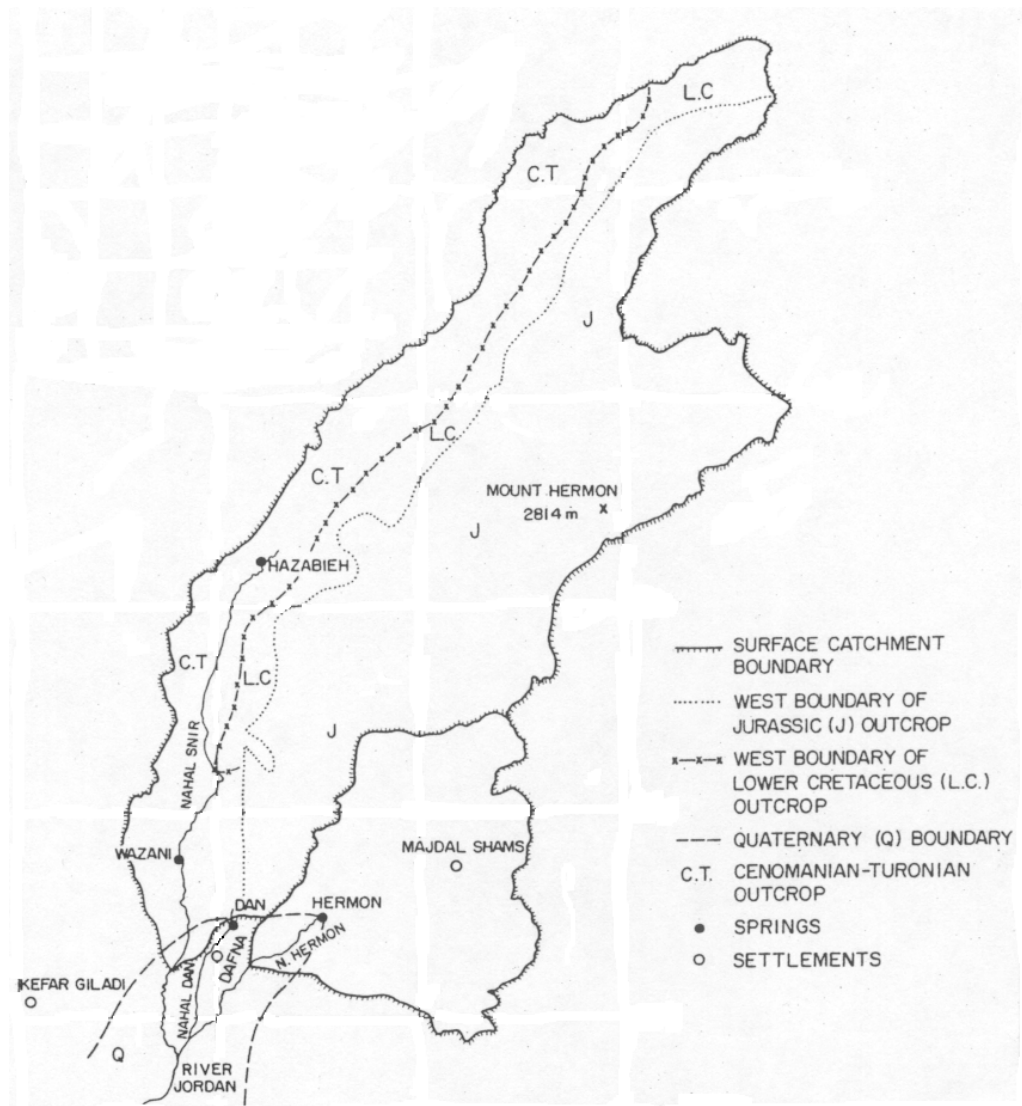 L.C
C.T
J
L.C.
C.T
MOUNT HERMON
2814 m
J
HAZABIEH
C.T
L.C
SURFACE CATCHMENT
BOUNDARY
WEST BOUNDARY OF
JURASSIC (J) OUTCROP
J
NAHAL SNIR
WEST BOUNDARY OF
LOWER CRETACEOUS (L.C.)
OUTCROP
QUATERNARY (Q) BOUNDARY
WAZANI
MAJDAL SHAMS
C.T. CENOMANIAN-TURONIAN
OUTCROP
DAN
HERMON
SPRINGS
DAFNA
N. HERMON
SETTLEMENTS
KEFAR GILADI
NAHAL DAN
Q
RIVER
JORDAN